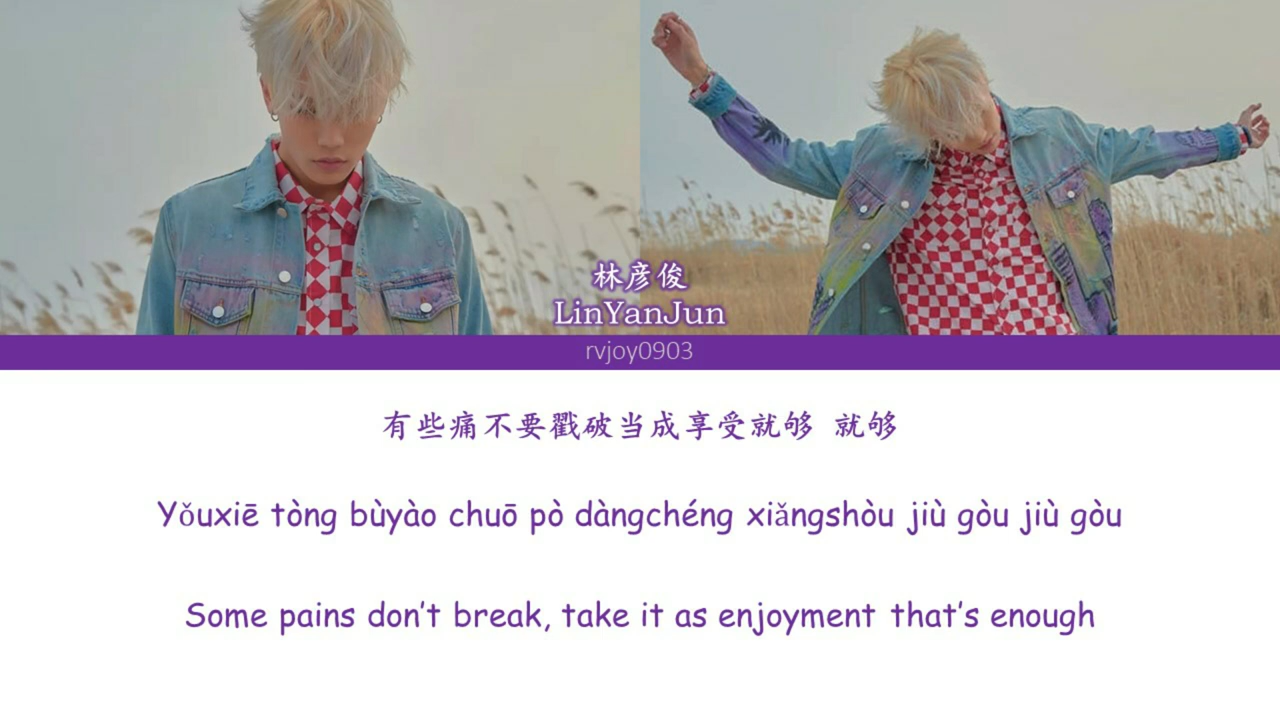 林彦俊
LinYanJun
rvjoy0903
有些痛不要戳破当成享受就够 就够
Yǒuxiē tòng bùyào chuō pò dàngchéng xiǎngshòu jiù gòu jiù gòu
Some pains don’t break, take it as enjoyment that’s enough